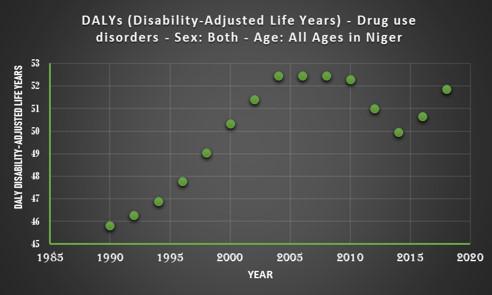 DALYs (Disability-Adjusted Life Years) - Drug use
disorders - Sex: Both - Age: All Ages in Niger
DALY DISABILITY-ADJUSTED LIFE YEARS
53
52
51
50
49
48
47
46
45
1985 1990 1995 2000 2005 2010 2015 2020
YEAR